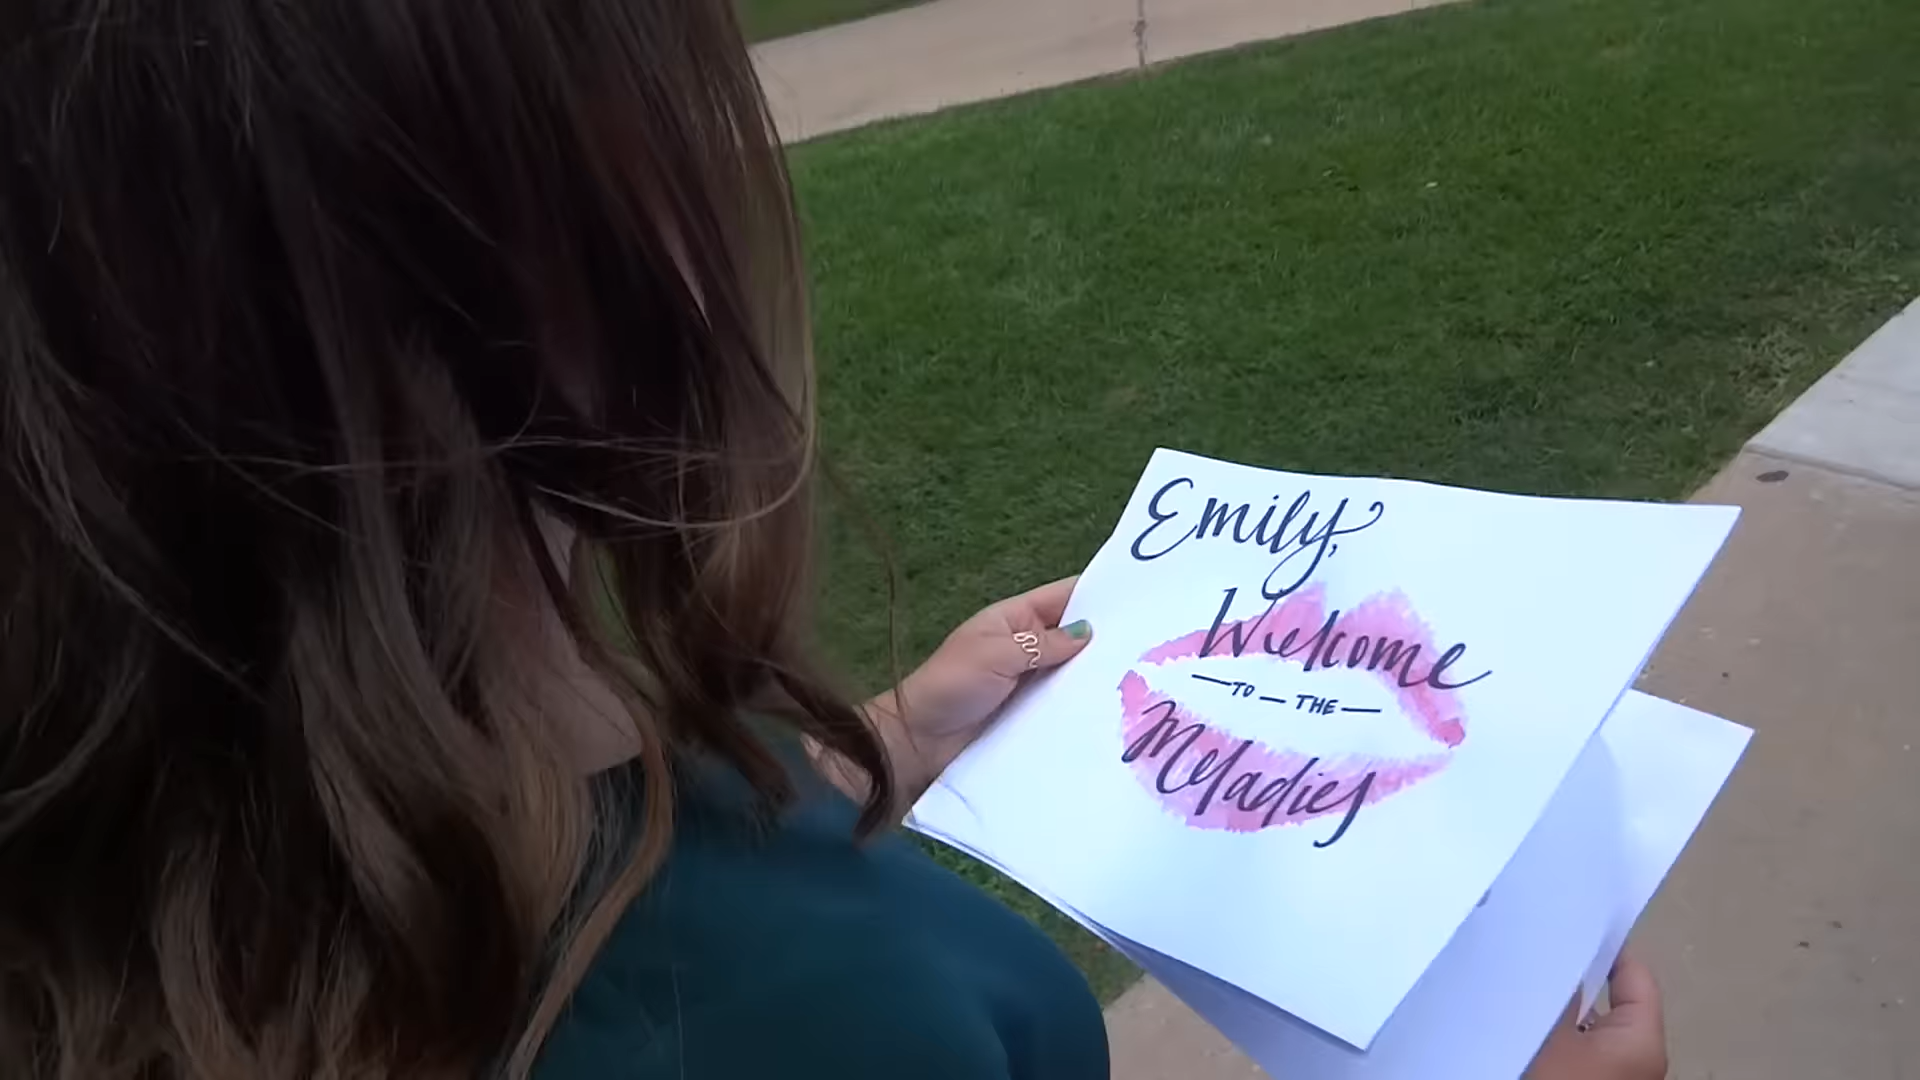 Emily,
Welcome
— TO — THE —
Meladies